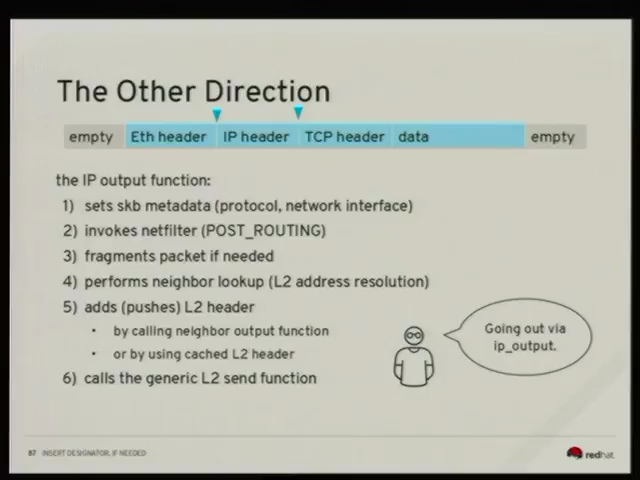 The Other Direction
empty Eth header IP header TCP header data empty
the IP output function:
1) sets skb metadata (protocol, network interface)
2) invokes netfilter (POST_ROUTING)
3) fragments packet if needed
4) performs neighbor lookup (L2 address resolution)
5) adds (pushes) L2 header
• by calling neighbor output function
• or by using cached L2 header
6) calls the generic L2 send function
Going out via
ip_output.
87 INSERT DESIGNATOR, IF NEEDED
redhat